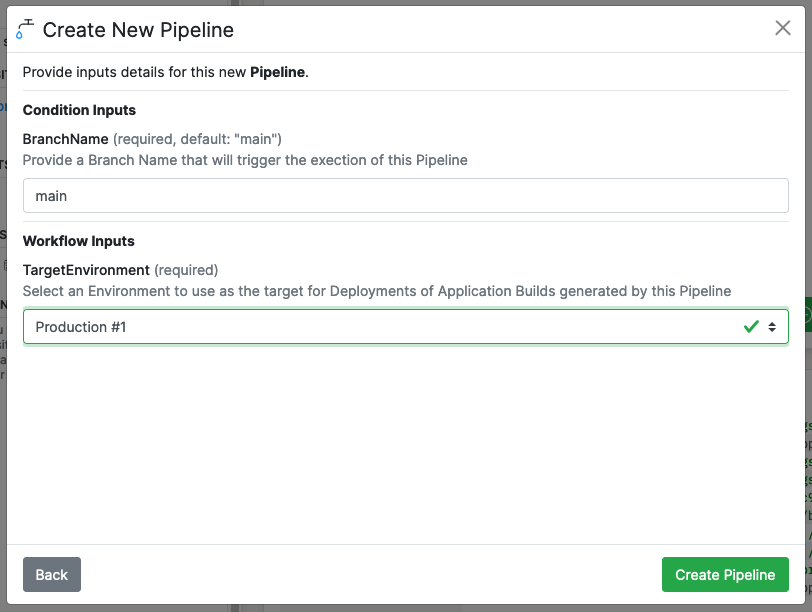 Create New Pipeline
Provide inputs details for this new Pipeline.
Condition Inputs
BranchName (required, default: "main")
Provide a Branch Name that will trigger the exection of this Pipeline
main
Workflow Inputs
TargetEnvironment (required)
Select an Environment to use as the target for Deployments of Application Builds generated by this Pipeline
Production #1
Back
Create Pipeline